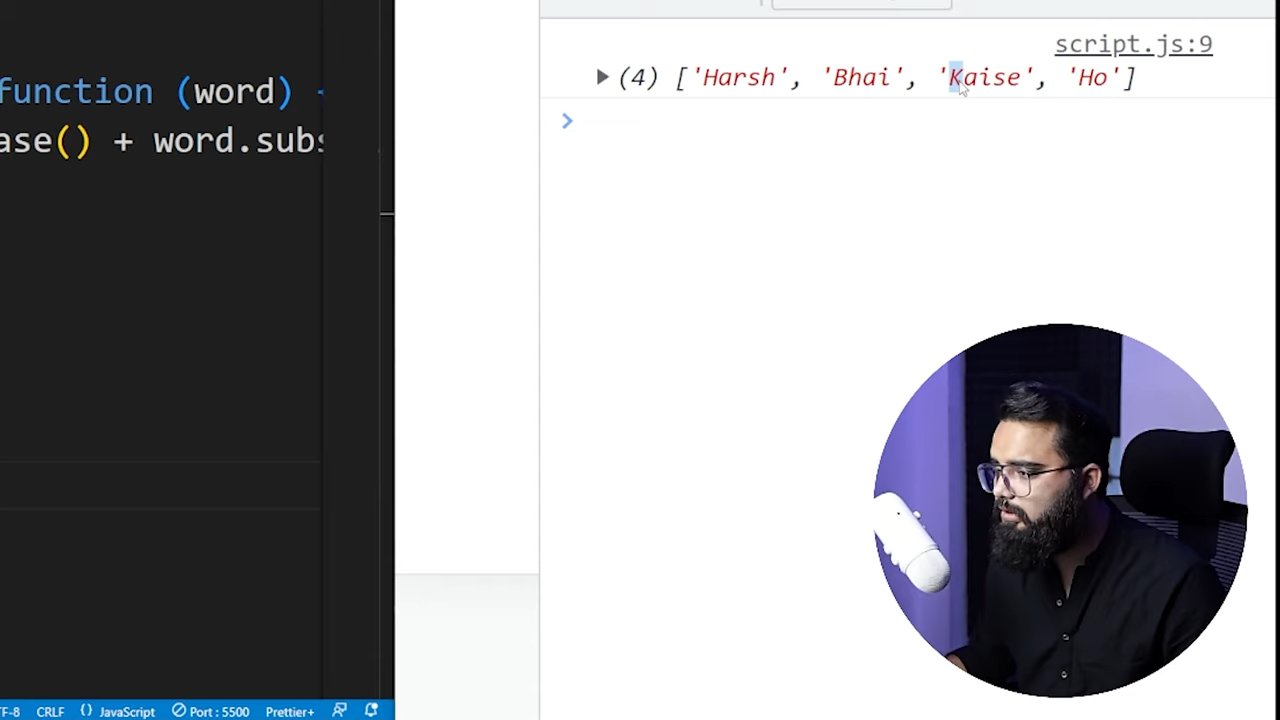 script.js:9
(4) ['Harsh', 'Bhai', 'Kaise', 'Ho']
function (word) {
ase() + word.subs
TF-8 CRLF {} JavaScript Port : 5500 Prettier+